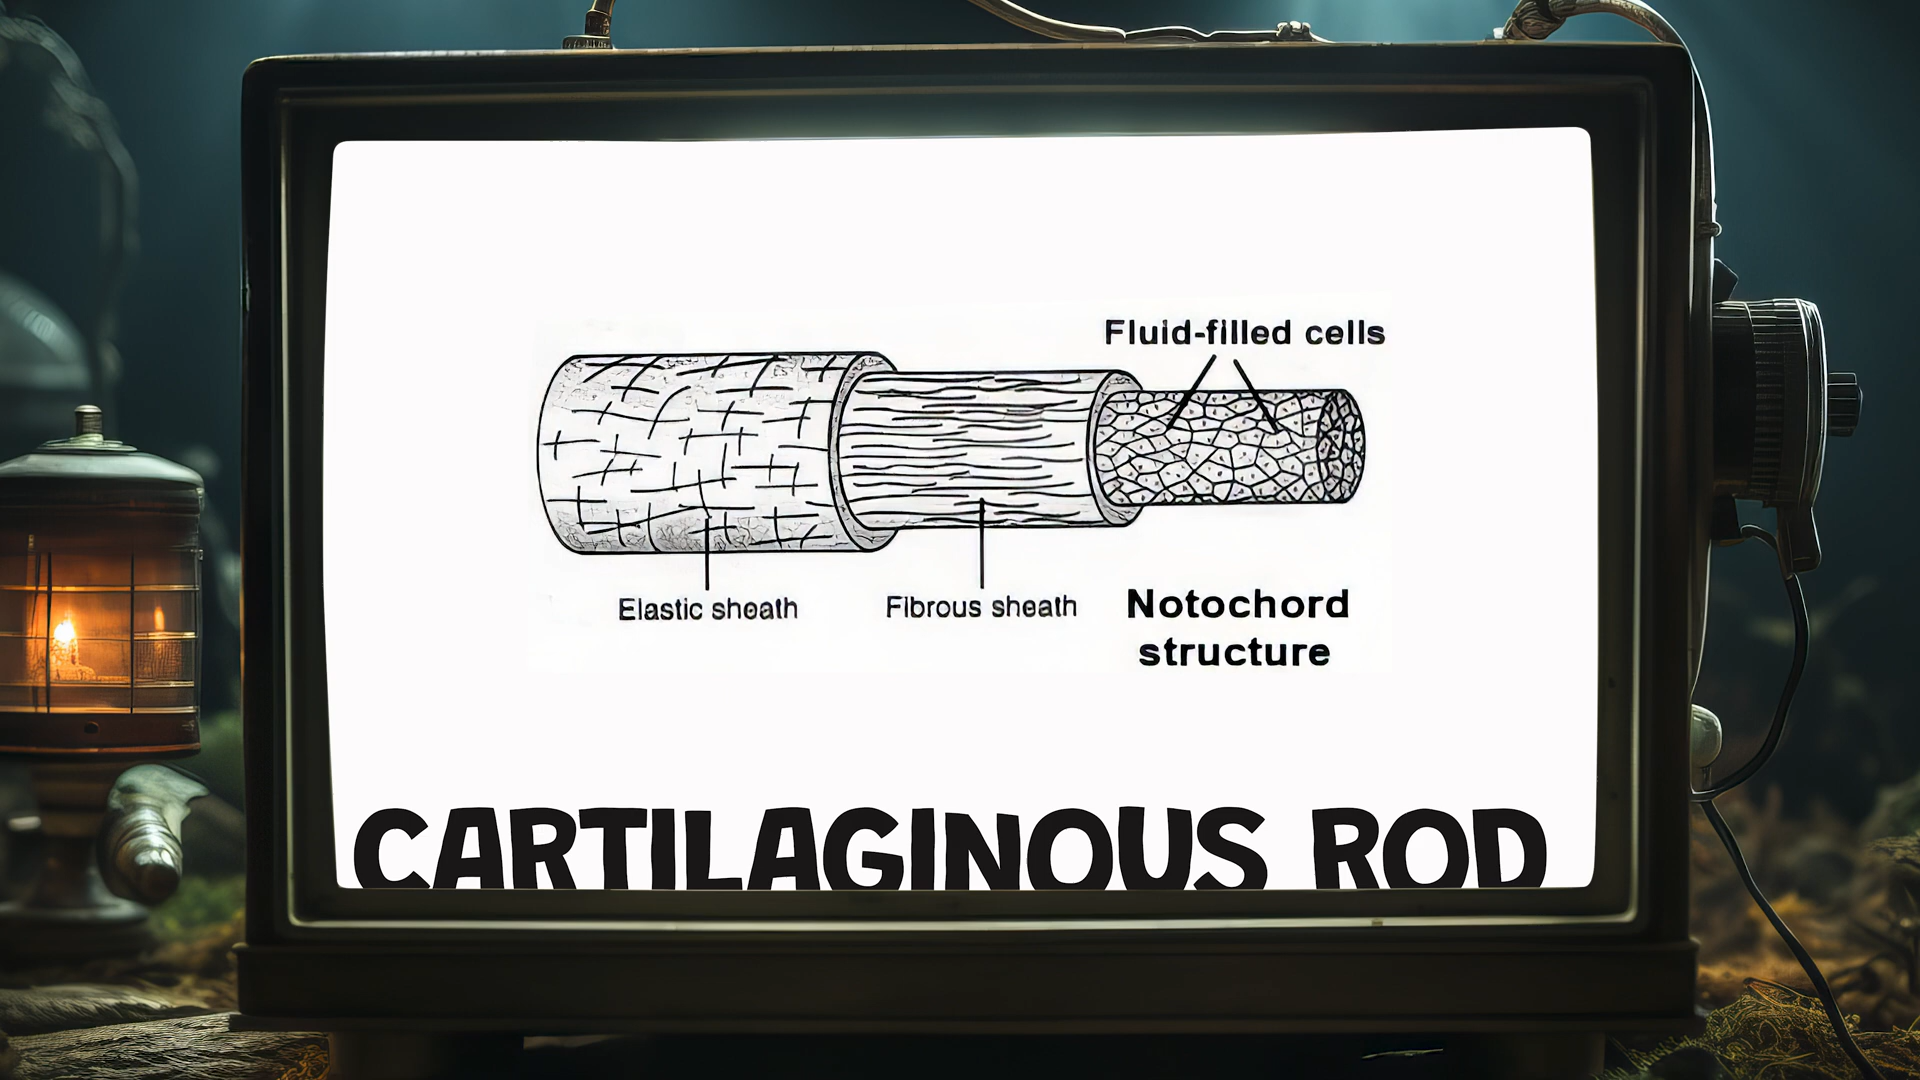 Fluid-filled cells
Elastic sheath
Fibrous sheath
Notochord
structure
CARTILAGINOUS ROD